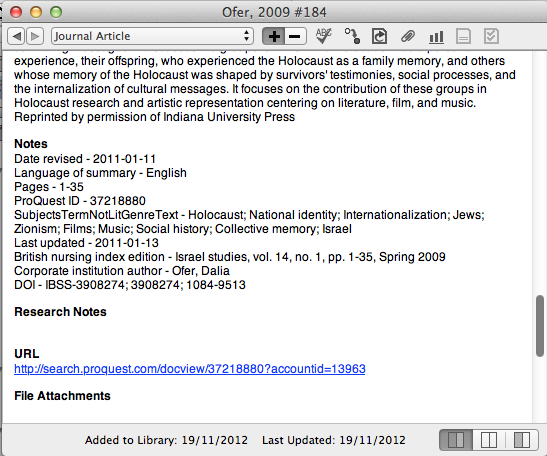 Ofer, 2009 #184
Journal Article
experience, their offspring, who experienced the Holocaust as a family memory, and others
whose memory of the Holocaust was shaped by survivors' testimonies, social processes, and
the internalization of cultural messages. It focuses on the contribution of these groups in
Holocaust research and artistic representation centering on literature, film, and music.
Reprinted by permission of Indiana University Press
Notes
Date revised - 2011-01-11
Language of summary - English
Pages - 1-35
ProQuest ID - 37218880
SubjectsTermNotLitGenreText - Holocaust; National identity; Internationalization; Jews;
Zionism; Films; Music; Social history; Collective memory; Israel
Last updated - 2011-01-13
British nursing index edition - Israel studies, vol. 14, no. 1, pp. 1-35, Spring 2009
Corporate institution author - Ofer, Dalia
DOI - IBSS-3908274; 3908274; 1084-9513
Research Notes
URL
http://search.proquest.com/docview/37218880?accountid=13963
File Attachments
Added to Library: 19/11/2012 Last Updated: 19/11/2012